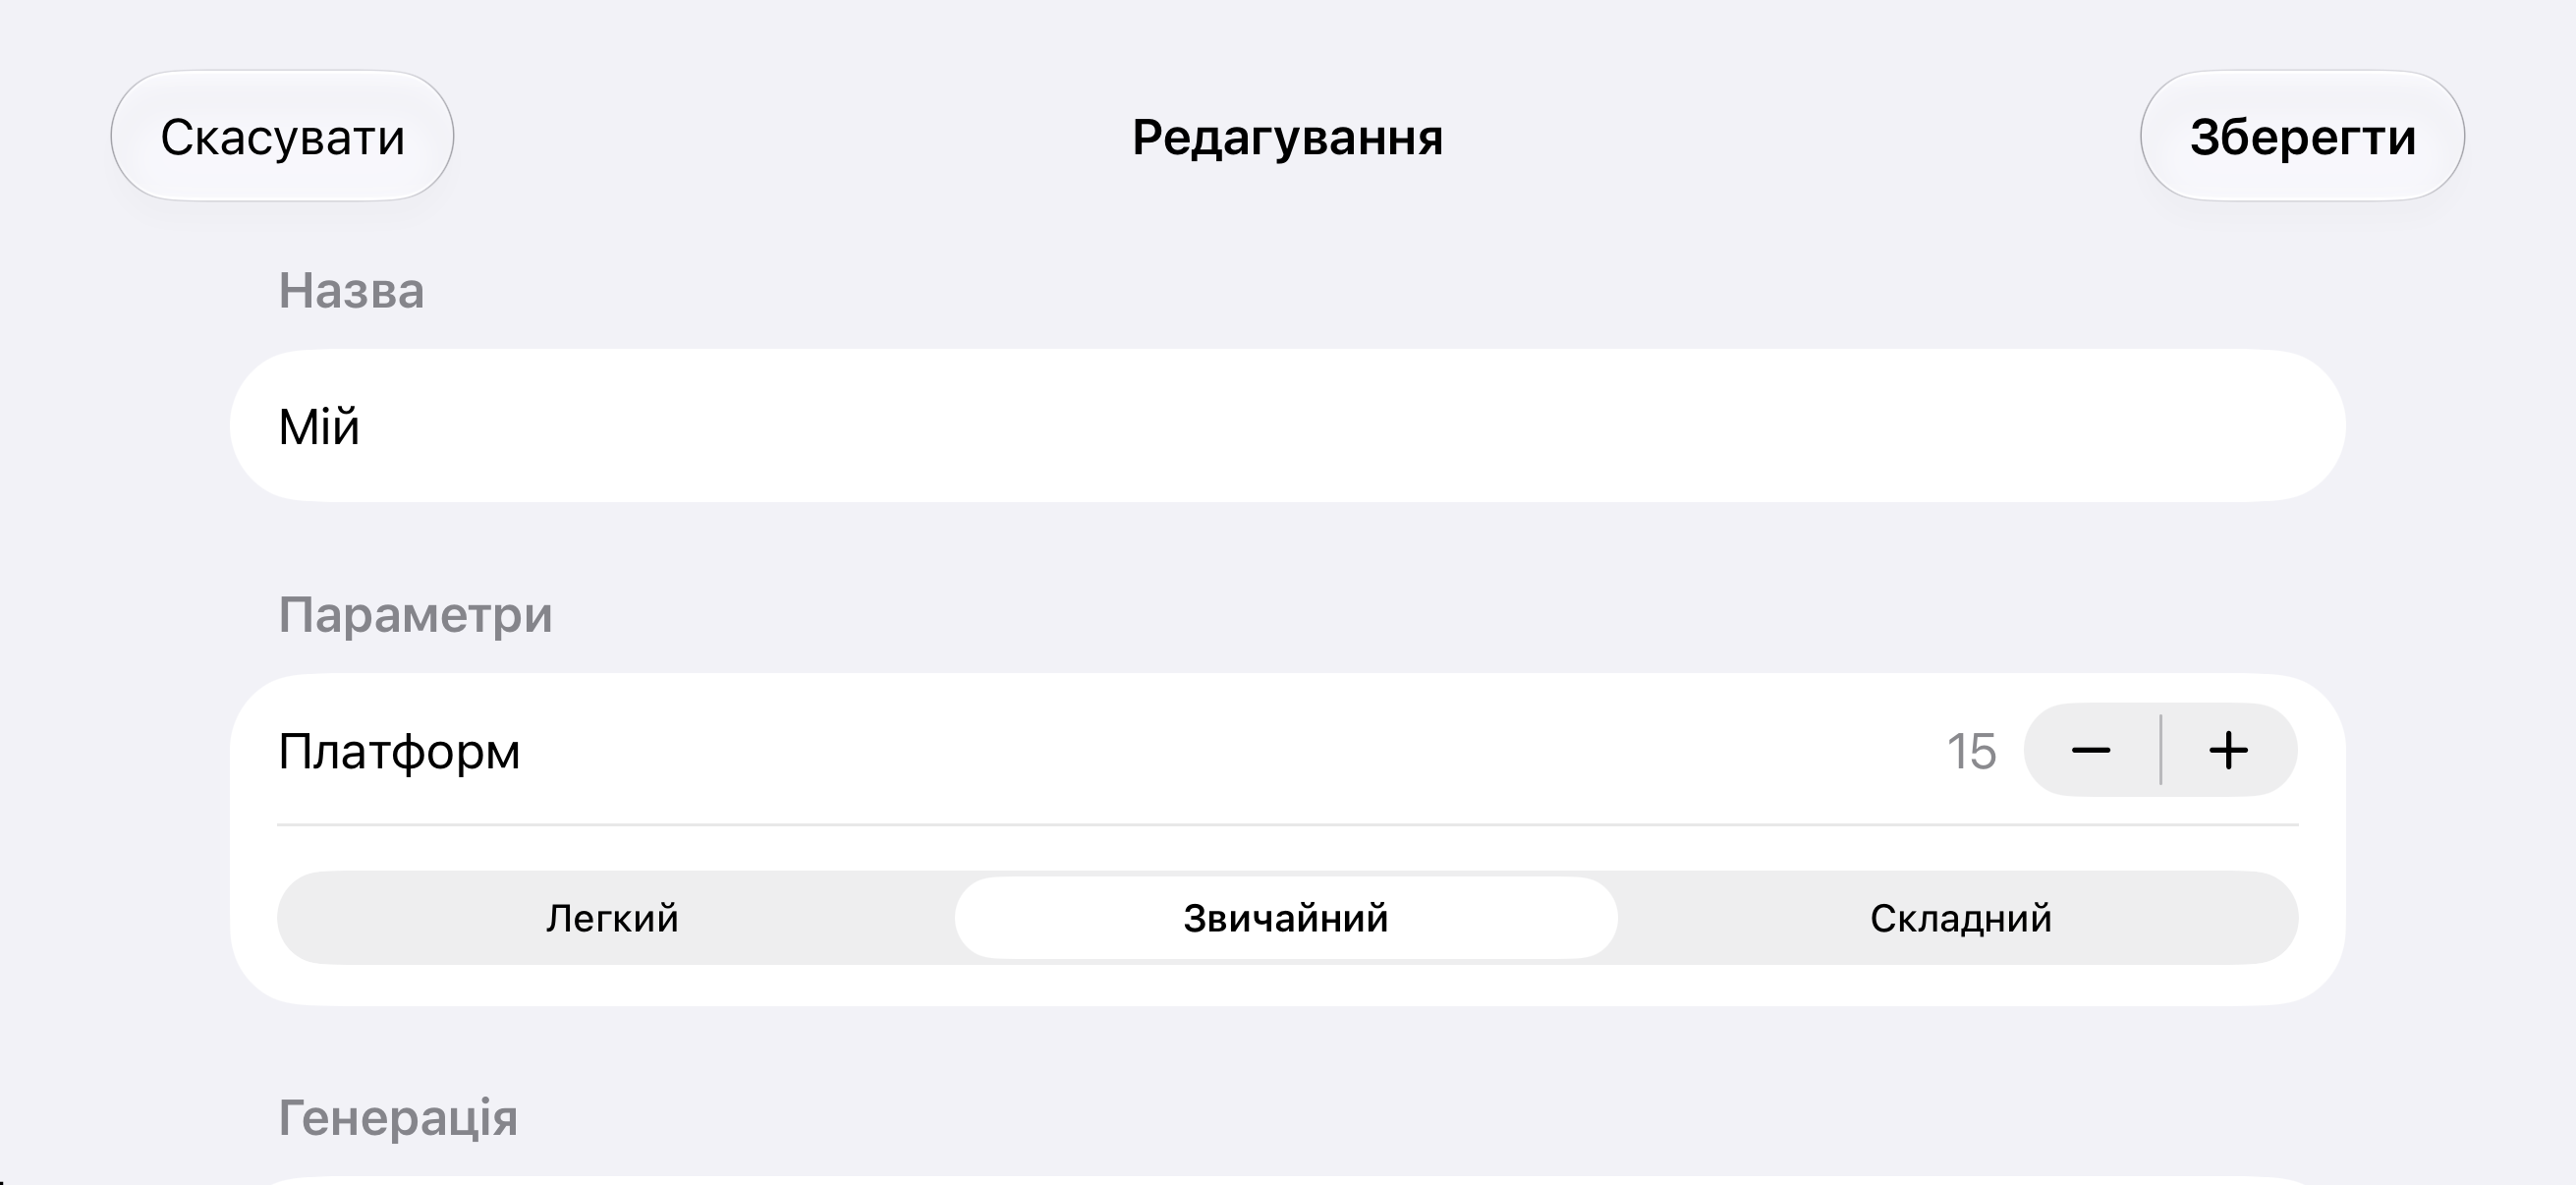 Скасувати Редагування Зберегти
Назва
Мій
Параметри
Платформ 15 − +
Легкий Звичайний Складний
Генерація